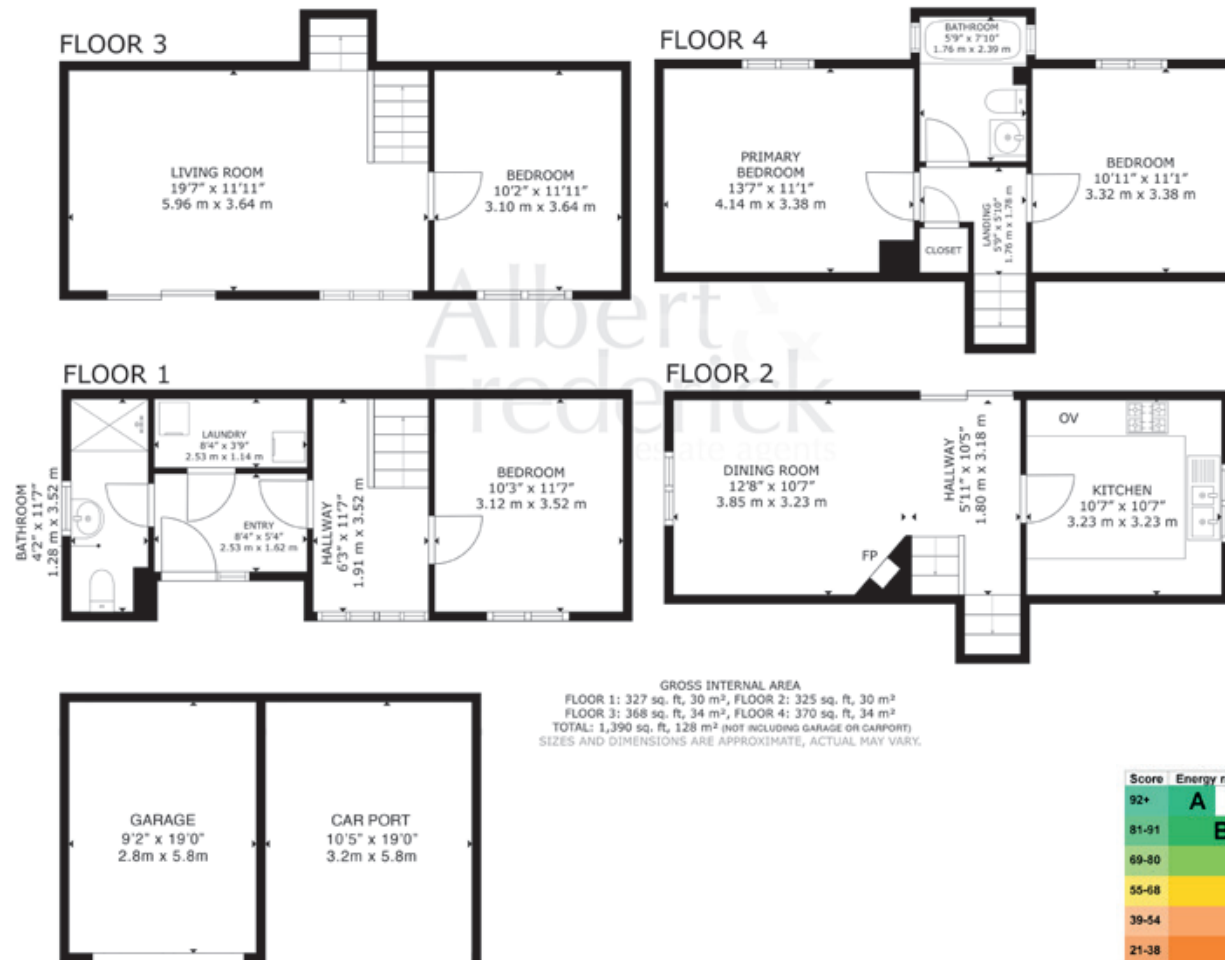 FLOOR 3
LIVING ROOM
19'7" x 11'11"
5.96 m x 3.64 m
BEDROOM
10'2" x 11'11"
3.10 m x 3.64 m
FLOOR 4
BATHROOM
5'9" x 7'10"
1.76 m x 2.39 m
PRIMARY
BEDROOM
13'7" x 11'1"
4.14 m x 3.38 m
LANDING
5'9" x 5'10"
1.76 m x 1.78 m
CLOSET
BEDROOM
10'11" x 11'1"
3.32 m x 3.38 m
Albert
Frederick
estate agents
FLOOR 1
BATHROOM
4'2" x 11'7"
1.28 m x 3.52 m
LAUNDRY
8'4" x 3'9"
2.53 m x 1.14 m
ENTRY
8'4" x 5'4"
2.53 m x 1.62 m
HALLWAY
6'3" x 11'7"
1.91 m x 3.52 m
BEDROOM
10'3" x 11'7"
3.12 m x 3.52 m
FLOOR 2
DINING ROOM
12'8" x 10'7"
3.85 m x 3.23 m
FP
HALLWAY
5'11" x 10'5"
1.80 m x 3.18 m
OV
KITCHEN
10'7" x 10'7"
3.23 m x 3.23 m
GROSS INTERNAL AREA
FLOOR 1: 327 sq. ft, 30 m², FLOOR 2: 325 sq. ft, 30 m²
FLOOR 3: 368 sq. ft, 34 m², FLOOR 4: 370 sq. ft, 34 m²
TOTAL: 1,390 sq. ft, 128 m² (NOT INCLUDING GARAGE OR CARPORT)
SIZES AND DIMENSIONS ARE APPROXIMATE, ACTUAL MAY VARY.
GARAGE
9'2" x 19'0"
2.8m x 5.8m
CAR PORT
10'5" x 19'0"
3.2m x 5.8m
Score Energy
92+ A
81-91 B
69-80
55-68
39-54
21-38